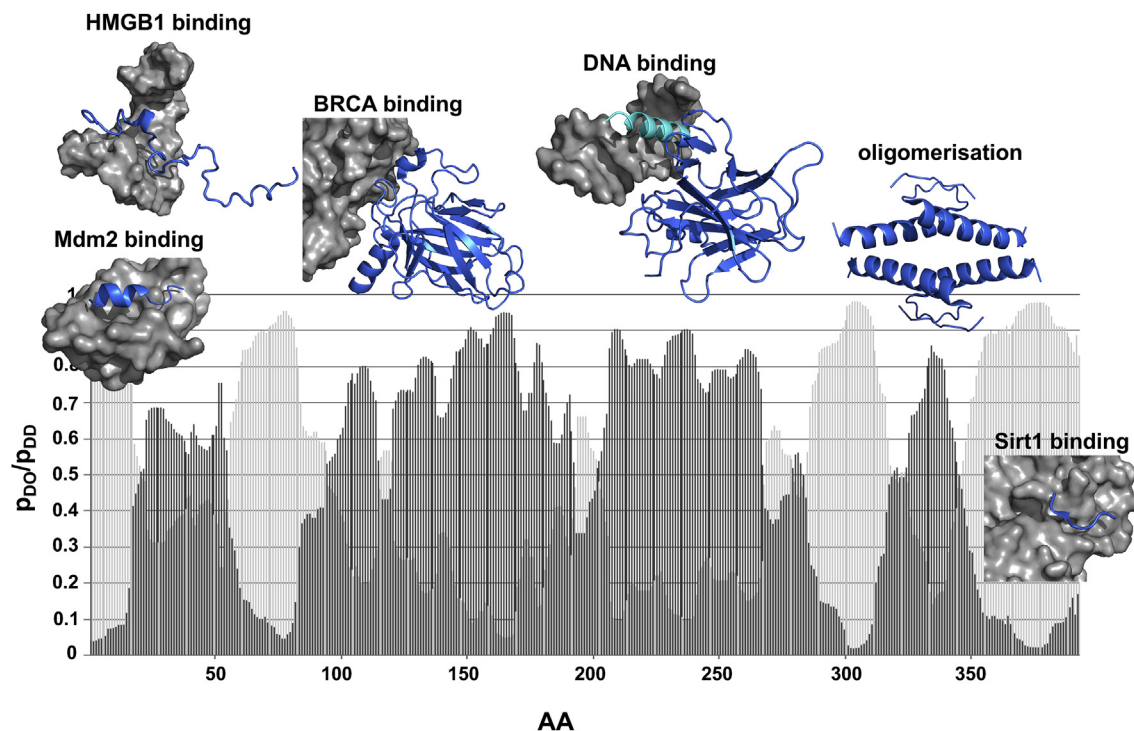 HMGB1 binding
BRCA binding
DNA binding
oligomerisation
Mdm2 binding
Sirt1 binding
pDO/pDD
1
0.8
0.7
0.6
0.5
0.4
0.3
0.2
0.1
0
50
100
150
200
250
300
350
AA